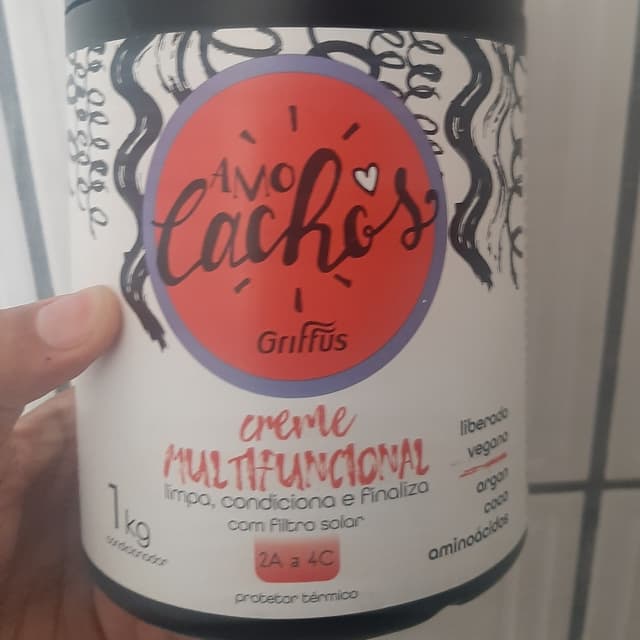 AMO
Cachos
Griffus
creme
MULTIFUNCIONAL
limpa, condiciona e finaliza
com filtro solar
2A a 4C
protetor térmico
1kg
condicionador
liberado
vegano
argan
coco
aminoácidos